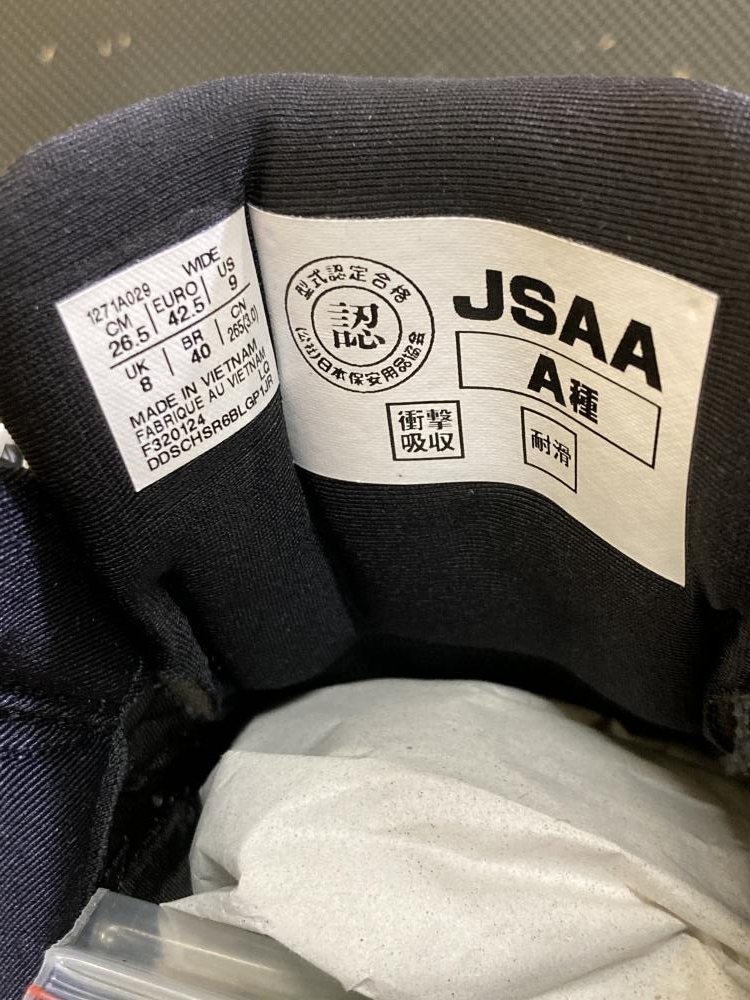 1271A029 WIDE
CM EURO US
26.5 42.5 9
UK BR CN
8 40 265(3.0)
MADE IN VIETNAM
FABRIQUE AU VIETNAM
F320124 LQ
DDSCHSR6BLGP1JR
型式認定合格
認
(公社)日本保安用品協会
JSAA
A種
衝撃
吸収
耐滑